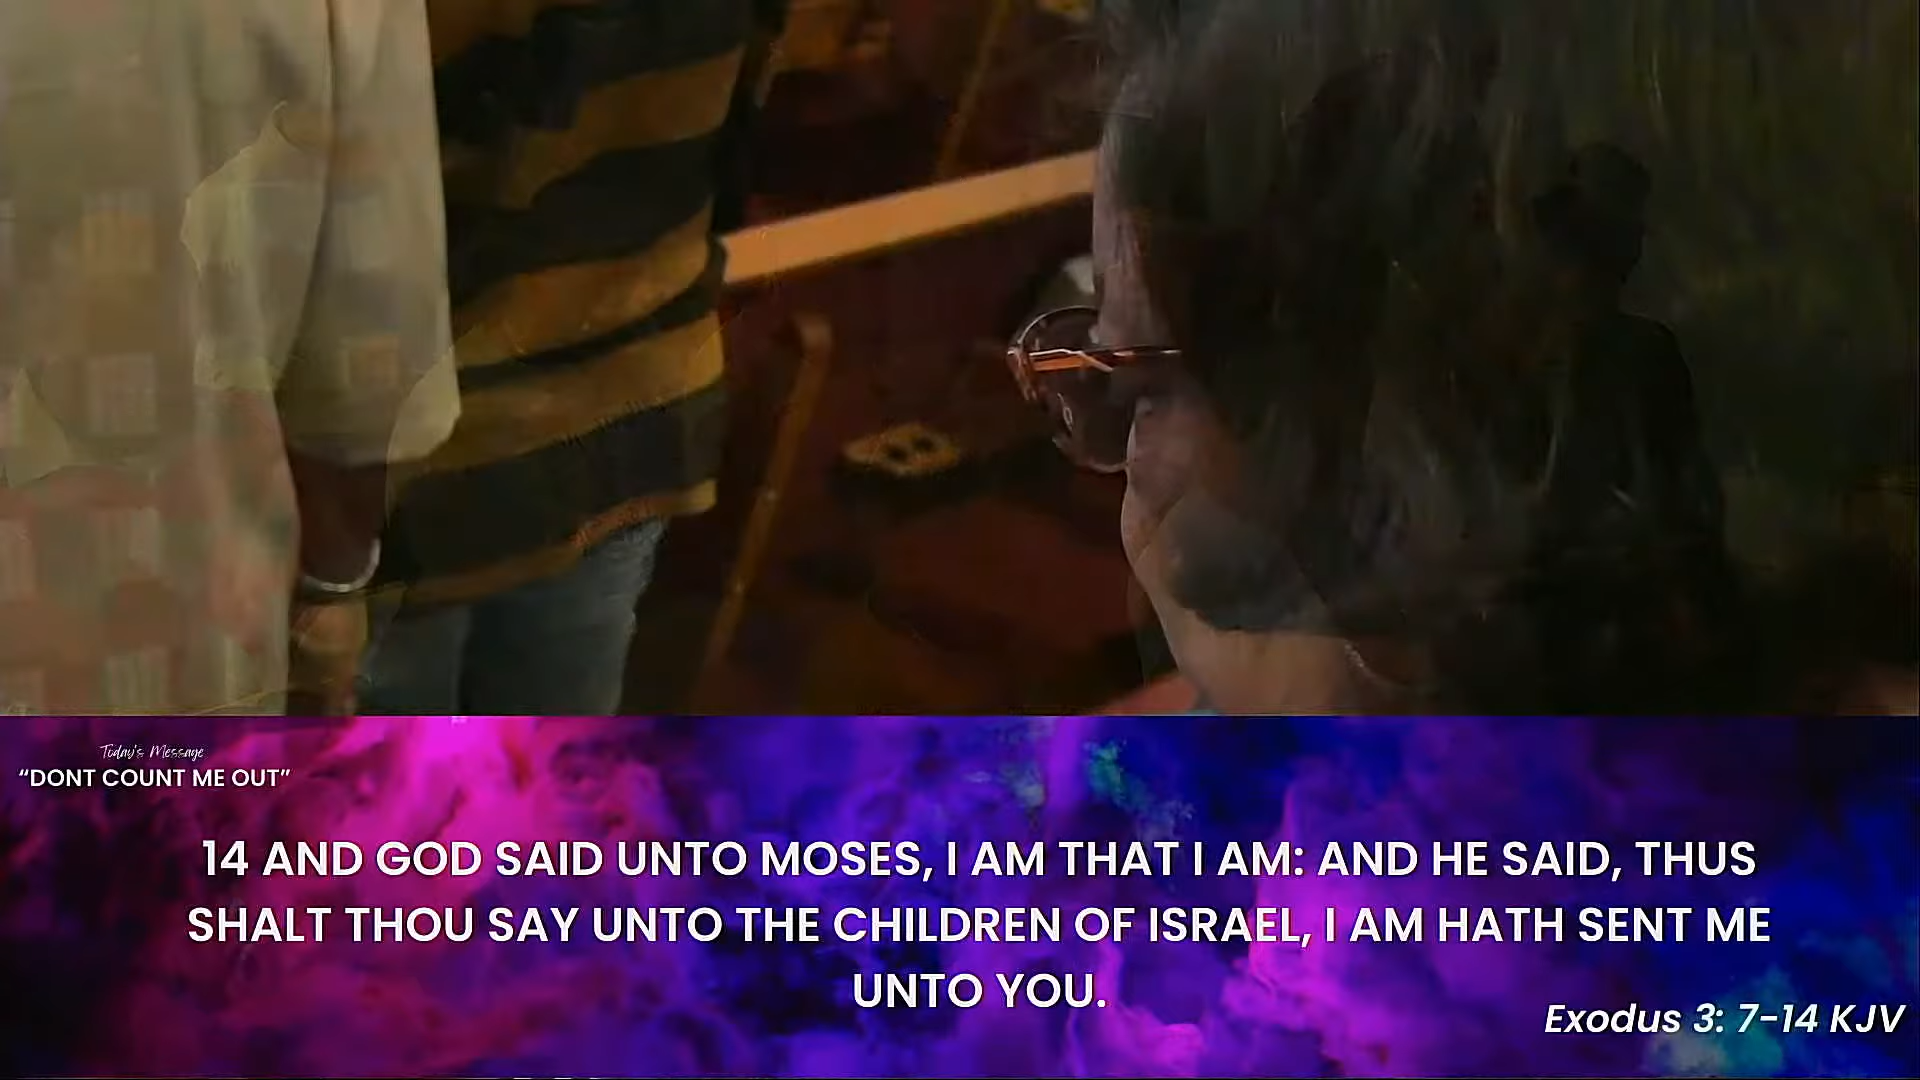 Today's Message
“DONT COUNT ME OUT”
14 AND GOD SAID UNTO MOSES, I AM THAT I AM: AND HE SAID, THUS
SHALT THOU SAY UNTO THE CHILDREN OF ISRAEL, I AM HATH SENT ME
UNTO YOU.
Exodus 3: 7-14 KJV